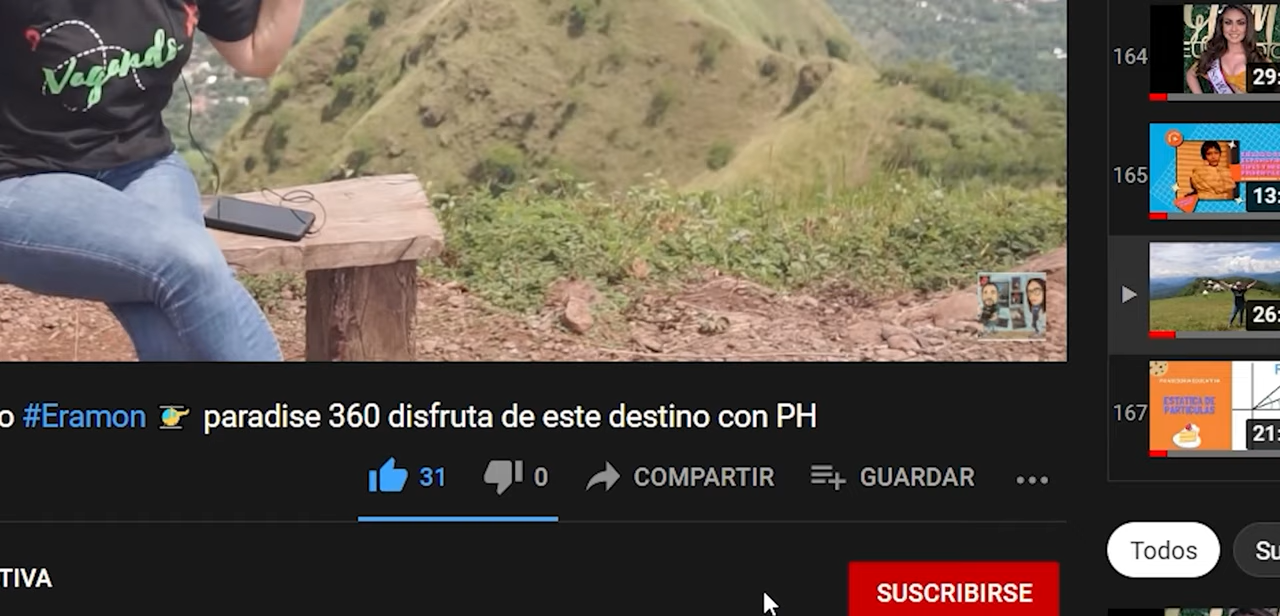 Vagando
164
29:
165
13:
26:
ESTATICA DE
PARTICULAS
167
21:
o #Eramon paradise 360 disfruta de este destino con PH
31
0
COMPARTIR
GUARDAR
Todos
Su
TIVA
SUSCRIBIRSE